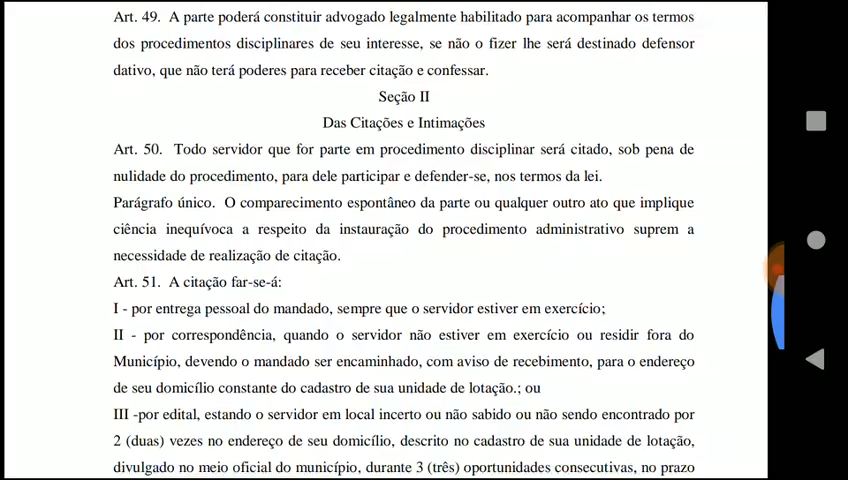 Art. 49. A parte poderá constituir advogado legalmente habilitado para acompanhar os termos
dos procedimentos disciplinares de seu interesse, se não o fizer lhe será destinado defensor
dativo, que não terá poderes para receber citação e confessar.
Seção II
Das Citações e Intimações
Art. 50. Todo servidor que for parte em procedimento disciplinar será citado, sob pena de
nulidade do procedimento, para dele participar e defender-se, nos termos da lei.
Parágrafo único. O comparecimento espontâneo da parte ou qualquer outro ato que implique
ciência inequívoca a respeito da instauração do procedimento administrativo suprem a
necessidade de realização de citação.
Art. 51. A citação far-se-á:
I - por entrega pessoal do mandado, sempre que o servidor estiver em exercício;
II - por correspondência, quando o servidor não estiver em exercício ou residir fora do
Município, devendo o mandado ser encaminhado, com aviso de recebimento, para o endereço
de seu domicílio constante do cadastro de sua unidade de lotação.; ou
III -por edital, estando o servidor em local incerto ou não sabido ou não sendo encontrado por
2 (duas) vezes no endereço de seu domicílio, descrito no cadastro de sua unidade de lotação,
divulgado no meio oficial do município, durante 3 (três) oportunidades consecutivas, no prazo